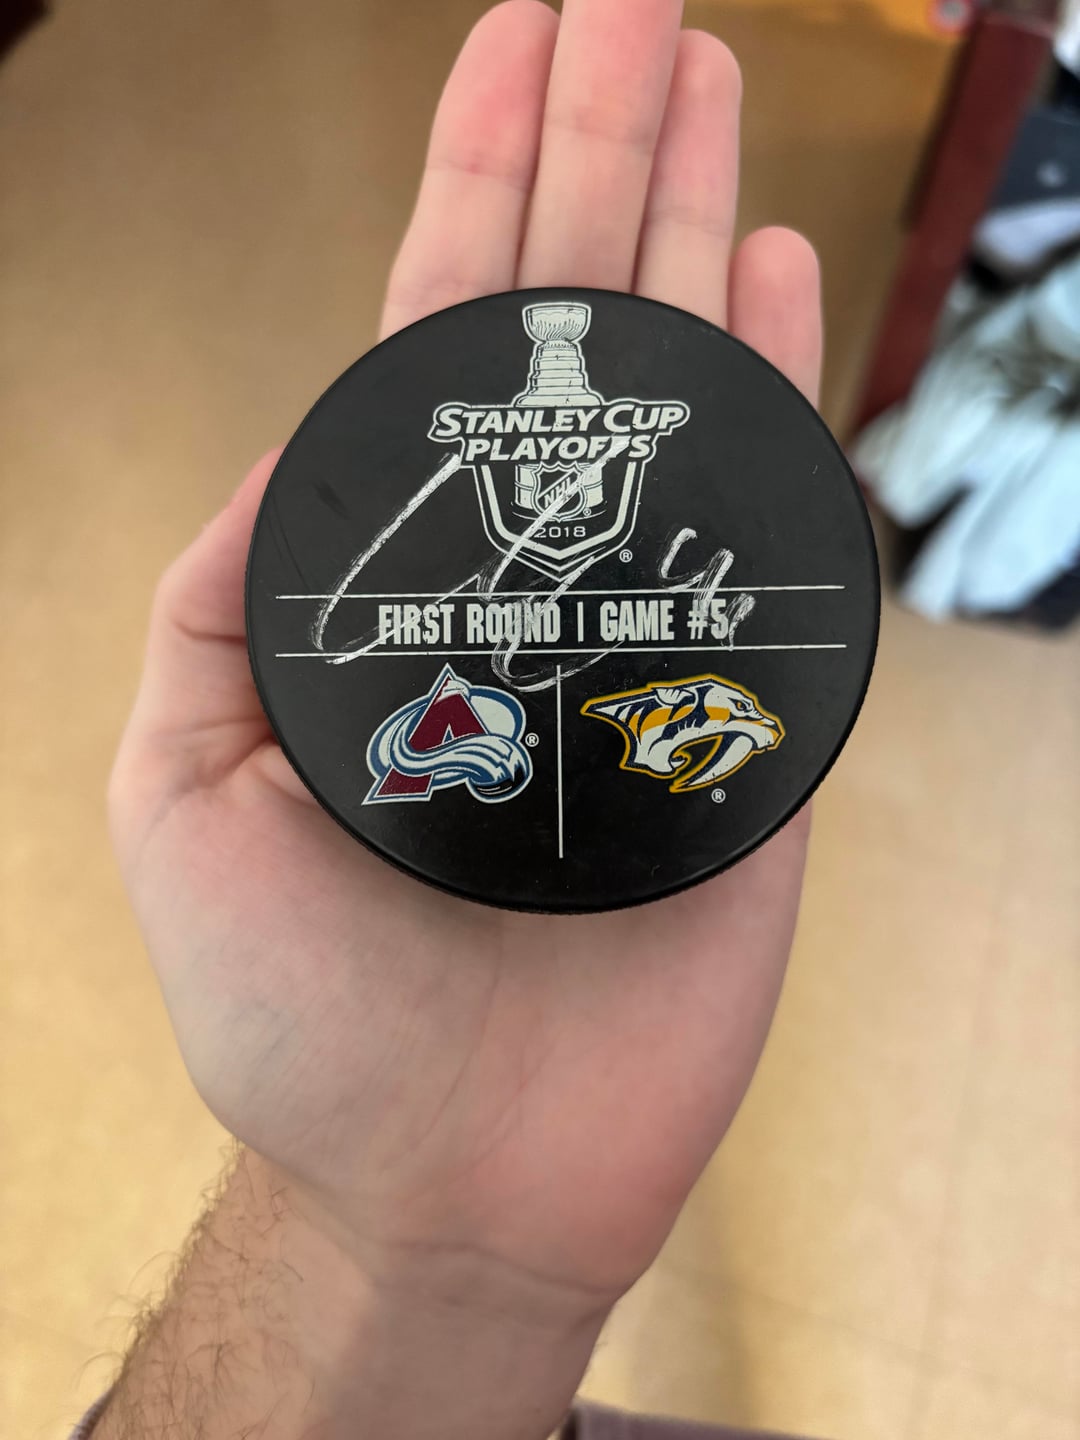 STANLEY CUP
PLAYOFFS
NHL
2018
FIRST ROUND | GAME #5